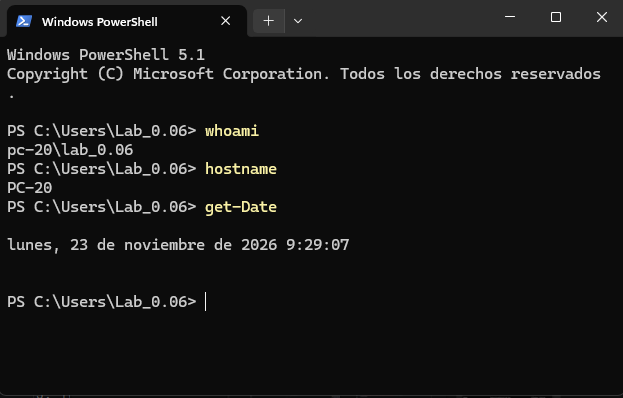 Windows PowerShell
Windows PowerShell 5.1
Copyright (C) Microsoft Corporation. Todos los derechos reservados
.
PS C:\Users\Lab_0.06> whoami
pc-20\lab_0.06
PS C:\Users\Lab_0.06> hostname
PC-20
PS C:\Users\Lab_0.06> get-Date
lunes, 23 de noviembre de 2026 9:29:07
PS C:\Users\Lab_0.06>